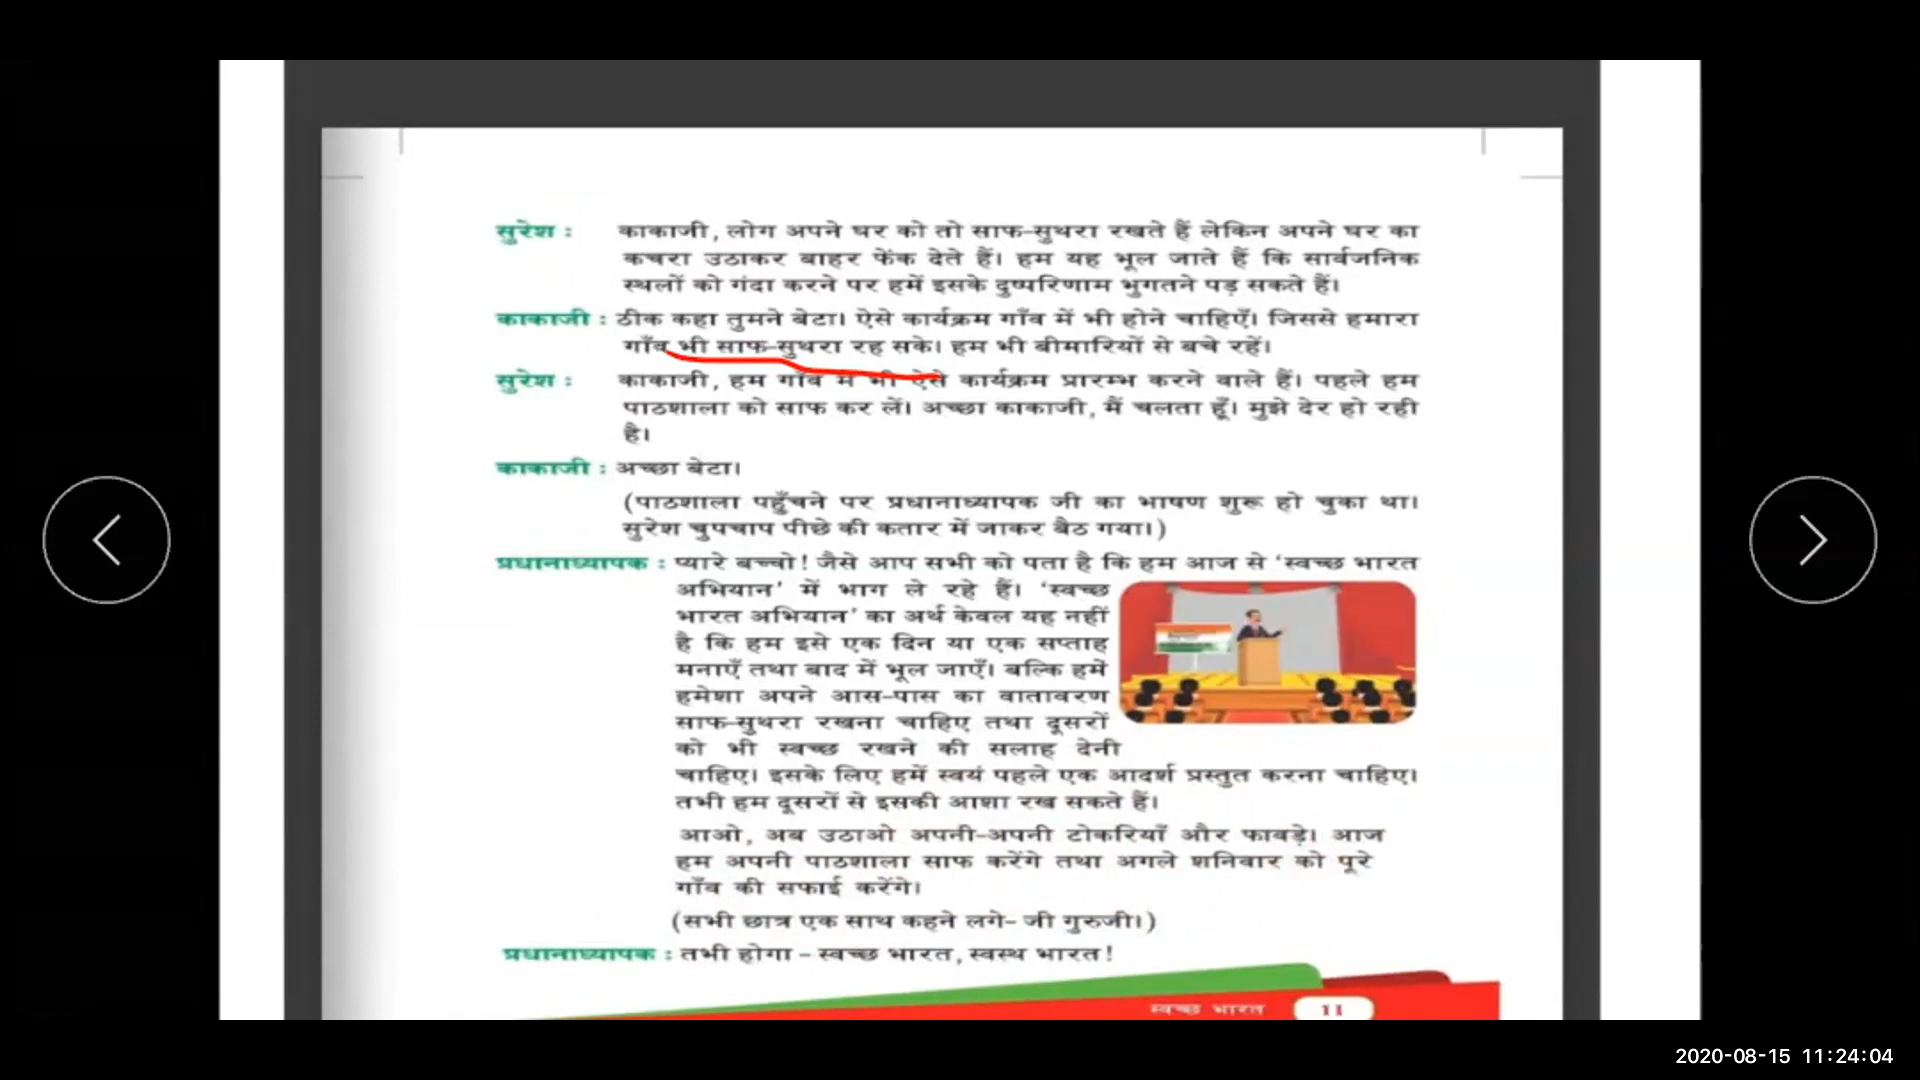 सुरेश : काकाजी, लोग अपने घर को तो साफ-सुथरा रखते हैं लेकिन अपने घर का
कचरा उठाकर बाहर फेंक देते हैं। हम यह भूल जाते हैं कि सार्वजनिक
स्थलों को गंदा करने पर हमें इसके दुष्परिणाम भुगतने पड़ सकते हैं।
काकाजी : ठीक कहा तुमने बेटा। ऐसे कार्यक्रम गाँव में भी होने चाहिएँ। जिससे हमारा
गाँव भी साफ-सुथरा रह सके। हम भी बीमारियों से बचे रहें।
सुरेश : काकाजी, हम गाँव में भी ऐसे कार्यक्रम प्रारम्भ करने वाले हैं। पहले हम
पाठशाला को साफ कर लें। अच्छा काकाजी, मैं चलता हूँ। मुझे देर हो रही
है।
काकाजी : अच्छा बेटा।
(पाठशाला पहुँचने पर प्रधानाध्यापक जी का भाषण शुरू हो चुका था।
सुरेश चुपचाप पीछे की कतार में जाकर बैठ गया।)
प्रधानाध्यापक : प्यारे बच्चो! जैसे आप सभी को पता है कि हम आज से ‘स्वच्छ भारत
अभियान’ में भाग ले रहे हैं। ‘स्वच्छ
भारत अभियान’ का अर्थ केवल यह नहीं
है कि हम इसे एक दिन या एक सप्ताह
मनाएँ तथा बाद में भूल जाएँ। बल्कि हमें
हमेशा अपने आस-पास का वातावरण
साफ-सुथरा रखना चाहिए तथा दूसरों
को भी स्वच्छ रखने की सलाह देनी
चाहिए। इसके लिए हमें स्वयं पहले एक आदर्श प्रस्तुत करना चाहिए।
तभी हम दूसरों से इसकी आशा रख सकते हैं।
आओ, अब उठाओ अपनी-अपनी टोकरियाँ और फावड़े। आज
हम अपनी पाठशाला साफ करेंगे तथा अगले शनिवार को पूरे
गाँव की सफाई करेंगे।
(सभी छात्र एक साथ कहने लगे- जी गुरुजी।)
प्रधानाध्यापक : तभी होगा – स्वच्छ भारत, स्वस्थ भारत!
स्वच्छ भारत 11
2020-08-15 11:24:04